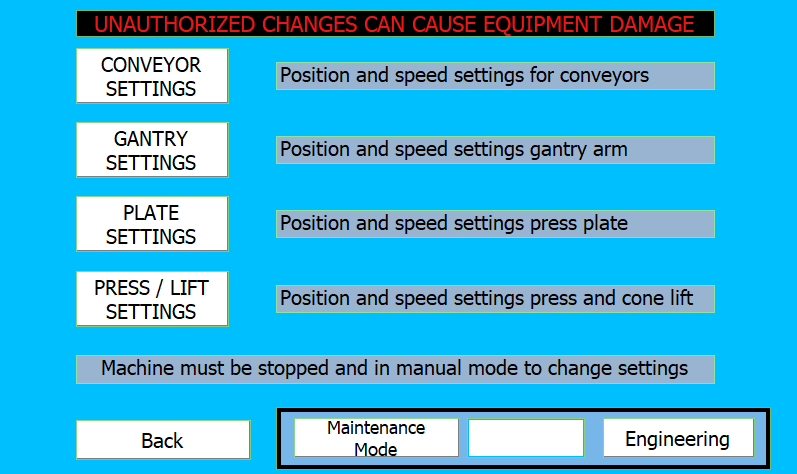 UNAUTHORIZED CHANGES CAN CAUSE EQUIPMENT DAMAGE
CONVEYOR
SETTINGS
Position and speed settings for conveyors
GANTRY
SETTINGS
Position and speed settings gantry arm
PLATE
SETTINGS
Position and speed settings press plate
PRESS / LIFT
SETTINGS
Position and speed settings press and cone lift
Machine must be stopped and in manual mode to change settings
Back
Maintenance
Mode
Engineering